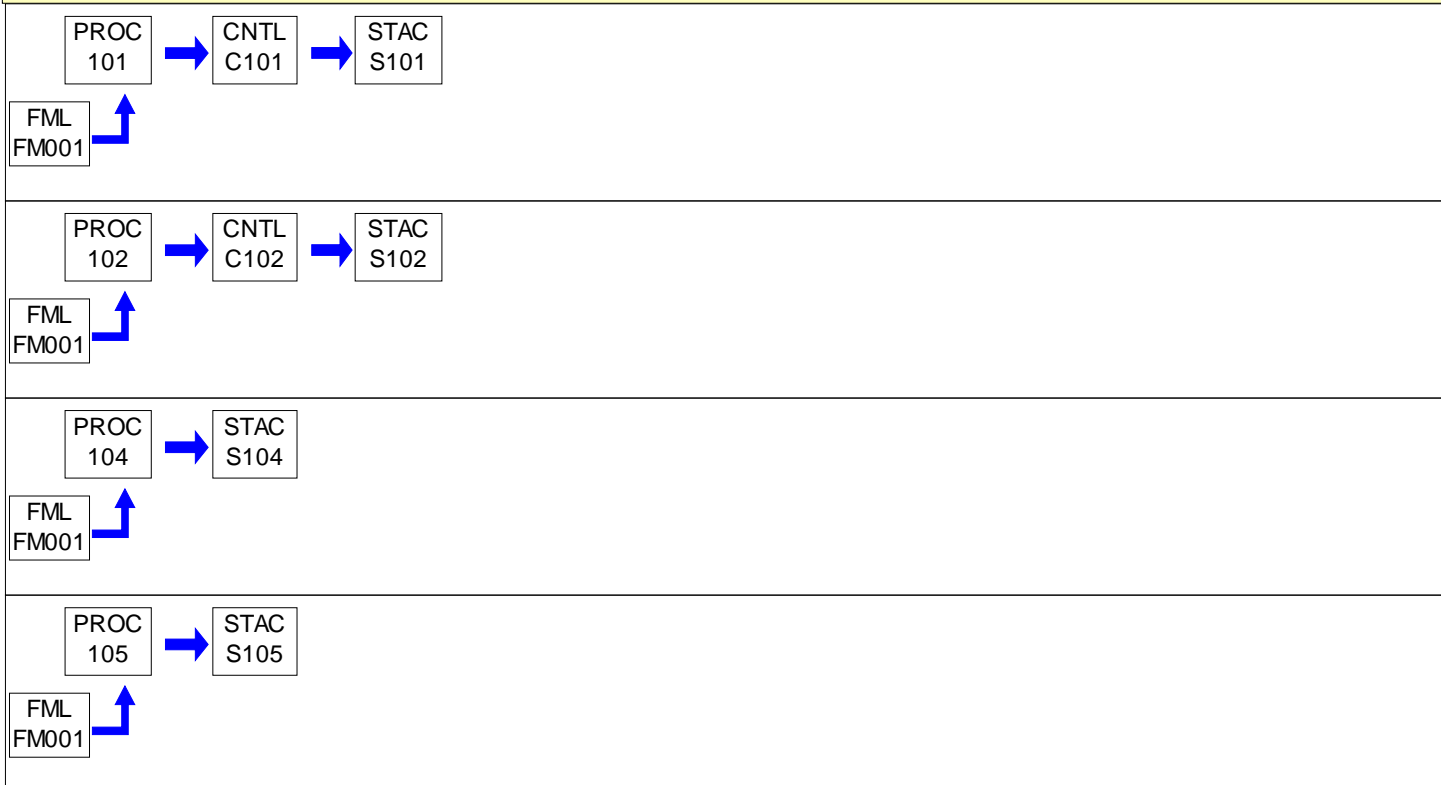 PROC
101
CNTL
C101
STAC
S101
FML
FM001
PROC
102
CNTL
C102
STAC
S102
FML
FM001
PROC
104
STAC
S104
FML
FM001
PROC
105
STAC
S105
FML
FM001